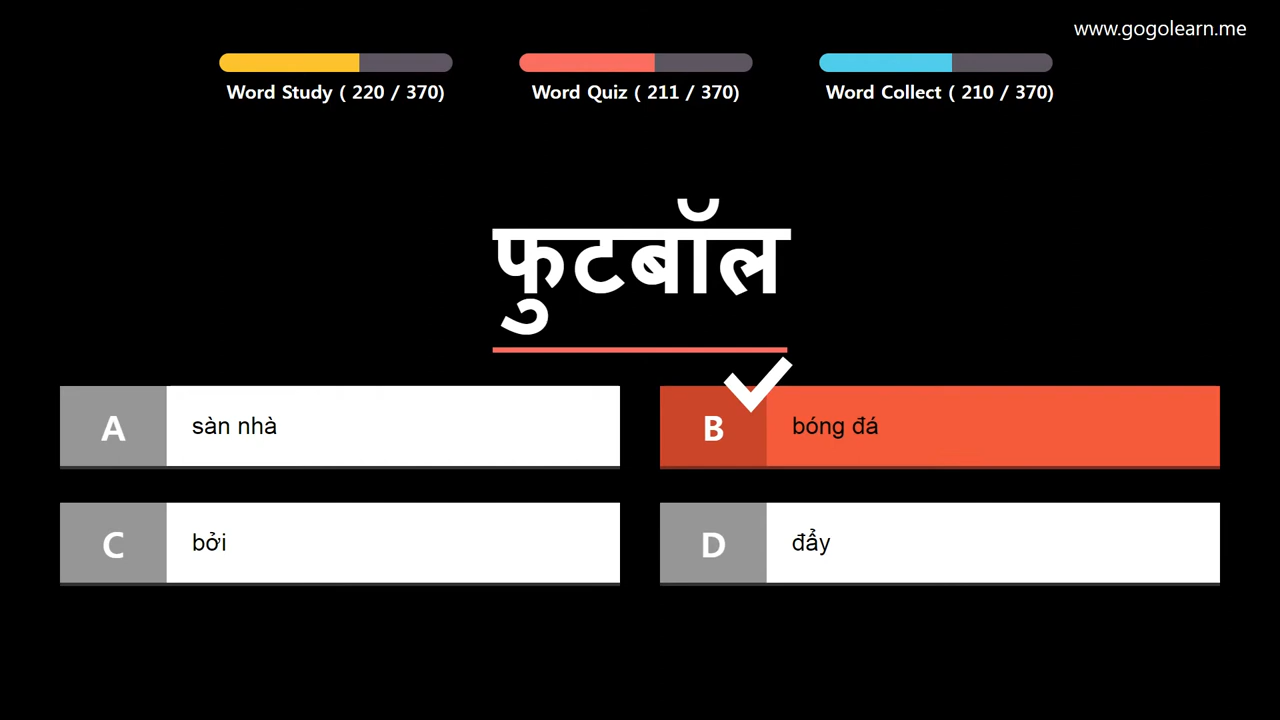 www.gogolearn.me
Word Study ( 220 / 370)
Word Quiz ( 211 / 370)
Word Collect ( 210 / 370)
फुटबॉल
A sàn nhà
B bóng đá
C bởi
D đẩy